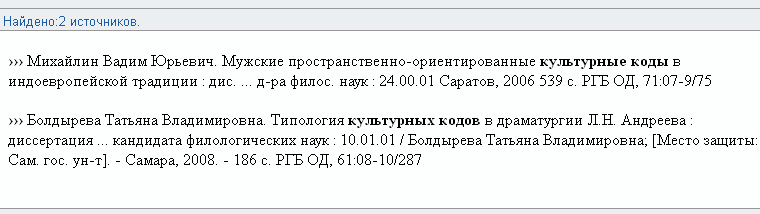 Найдено:2 источников.
››› Михайлин Вадим Юрьевич. Мужские пространственно-ориентированные культурные коды в
индоевропейской традиции : дис. ... д-ра филос. наук : 24.00.01 Саратов, 2006 539 с. РГБ ОД, 71:07-9/75
››› Болдырева Татьяна Владимировна. Типология культурных кодов в драматургии Л.Н. Андреева :
диссертация ... кандидата филологических наук : 10.01.01 / Болдырева Татьяна Владимировна; [Место защиты:
Сам. гос. ун-т]. - Самара, 2008. - 186 с. РГБ ОД, 61:08-10/287